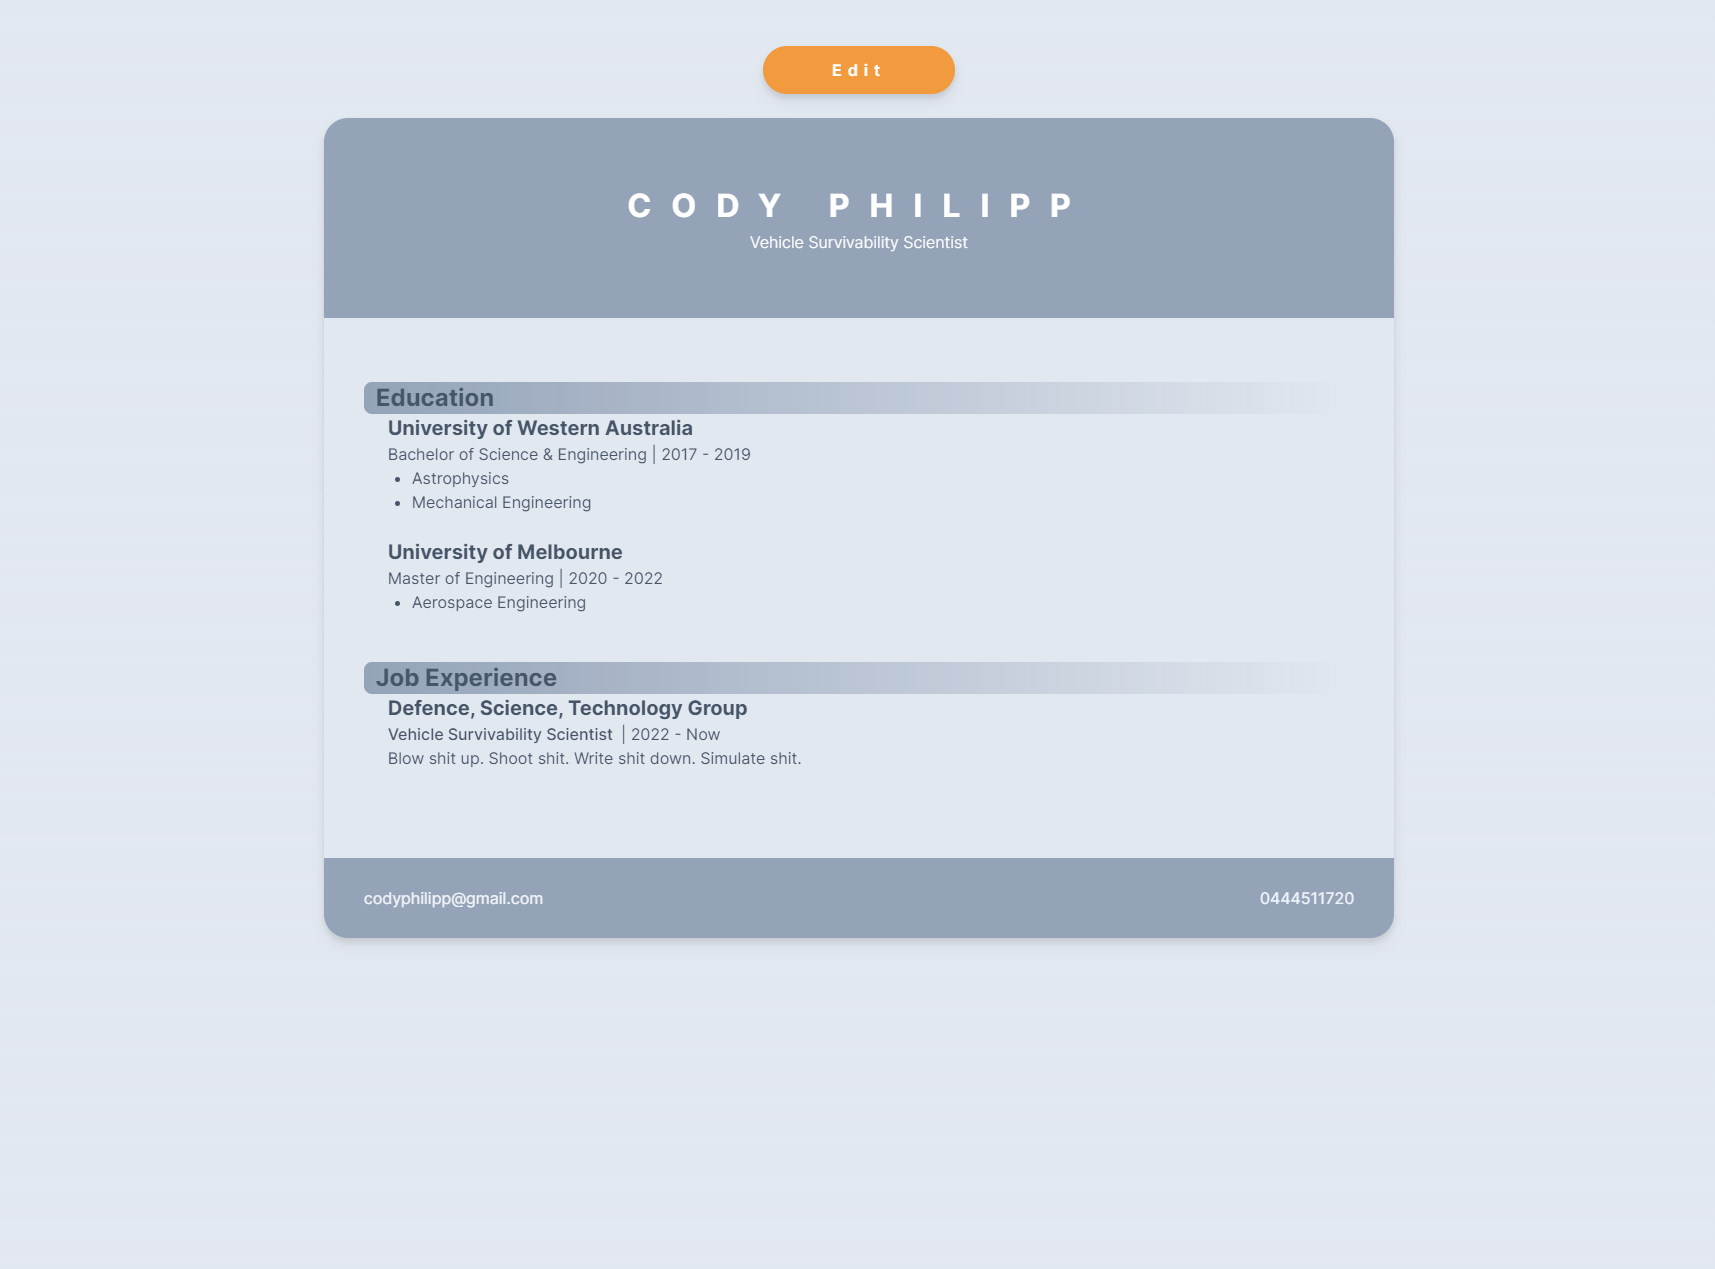 Edit
CODY PHILIPP
Vehicle Survivability Scientist
Education
University of Western Australia
Bachelor of Science & Engineering | 2017 - 2019
• Astrophysics
• Mechanical Engineering
University of Melbourne
Master of Engineering | 2020 - 2022
• Aerospace Engineering
Job Experience
Defence, Science, Technology Group
Vehicle Survivability Scientist | 2022 - Now
Blow shit up. Shoot shit. Write shit down. Simulate shit.
codyphilipp@gmail.com
0444511720